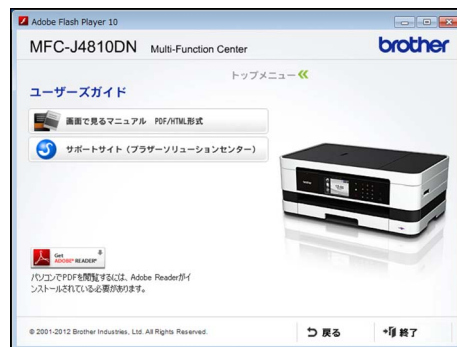 Adobe Flash Player 10
MFC-J4810DN Multi-Function Center
brother
トップメニュー
ユーザーズガイド
画面で見るマニュアル PDF/HTML形式
サポートサイト（ブラザーソリューションセンター）
Get
ADOBE® READER®
パソコンでPDFを閲覧するには、Adobe Readerがイ
ンストールされている必要があります。
© 2001-2012 Brother Industries, Ltd. All Rights Reserved.
戻る
終了